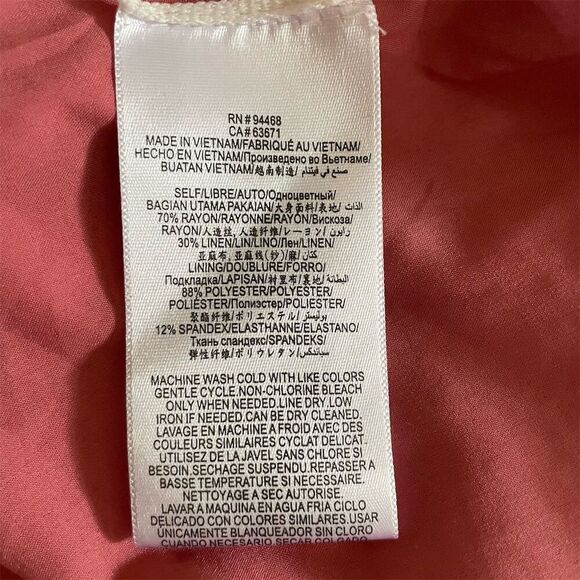 RN # 94468
CA # 63671
MADE IN VIETNAM/FABRIQUÉ AU VIETNAM/
HECHO EN VIETNAM/Произведено во Вьетнаме/
BUATAN VIETNAM/越南制造/ صنع في فيتنام
SELF/LIBRE/AUTO/Одноцветный/
BAGIAN UTAMA PAKAIAN/大身面料/表地/ الذات
70% RAYON/RAYONNE/RAYON/Вискоза/
RAYON/人造丝, 人造纤维/レーヨン/ رايون
30% LINEN/LIN/LINO/Лен/LINEN/
亚麻布, 亚麻线(纱)/麻/ كتان
LINING/DOUBLURE/FORRO/
Подкладка/LAPISAN/衬里布/裏地/ البطانة
88% POLYESTER/POLYESTER/
POLIÉSTER/Полиэстер/POLIESTER/
聚酯纤维/ポリエステル/ بوليستر
12% SPANDEX/ELASTHANNE/ELASTANO/
Ткань спандекс/SPANDEKS/
弹性纤维/ポリウレタン/ سباندكس
MACHINE WASH COLD WITH LIKE COLORS
GENTLE CYCLE.NON-CHLORINE BLEACH
ONLY WHEN NEEDED.LINE DRY.LOW
IRON IF NEEDED.CAN BE DRY CLEANED.
LAVAGE EN MACHINE A FROID AVEC DES
COULEURS SIMILAIRES CYCLAT DELICAT.
UTILISEZ DE LA JAVEL SANS CHLORE SI
BESOIN.SECHAGE SUSPENDU.REPASSER A
BASSE TEMPERATURE SI NECESSAIRE.
NETTOYAGE A SEC AUTORISE.
LAVAR A MAQUINA EN AGUA FRIA CICLO
DELICADO CON COLORES SIMILARES.USAR
UNICAMENTE BLANQUEADOR SIN CLORO
CUANDO NECESARIO.SECAR COLGADO